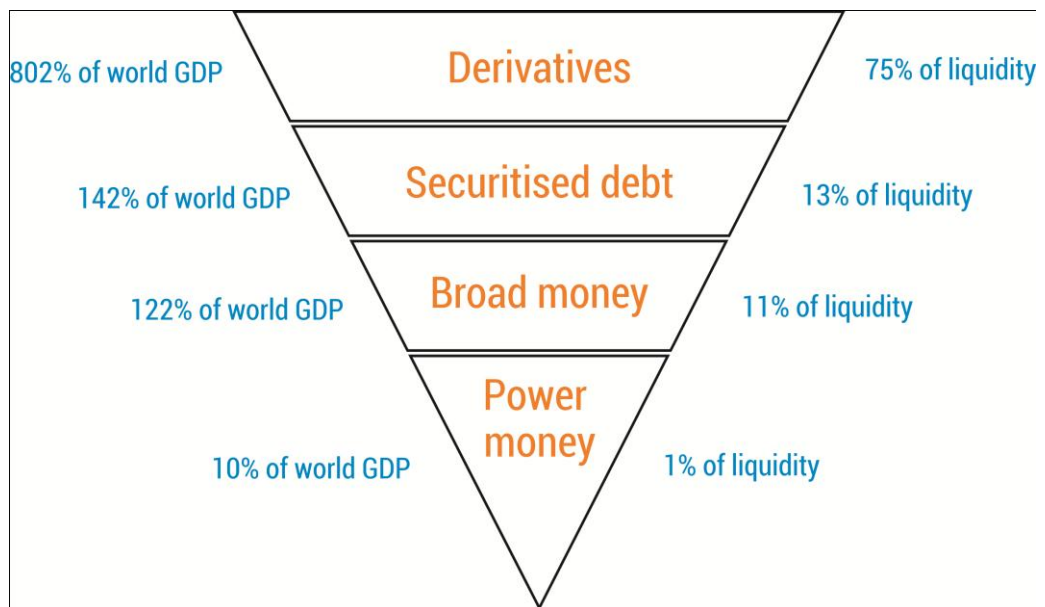 802% of world GDP
Derivatives
75% of liquidity
142% of world GDP
Securitised debt
13% of liquidity
122% of world GDP
Broad money
11% of liquidity
Power
money
10% of world GDP
1% of liquidity